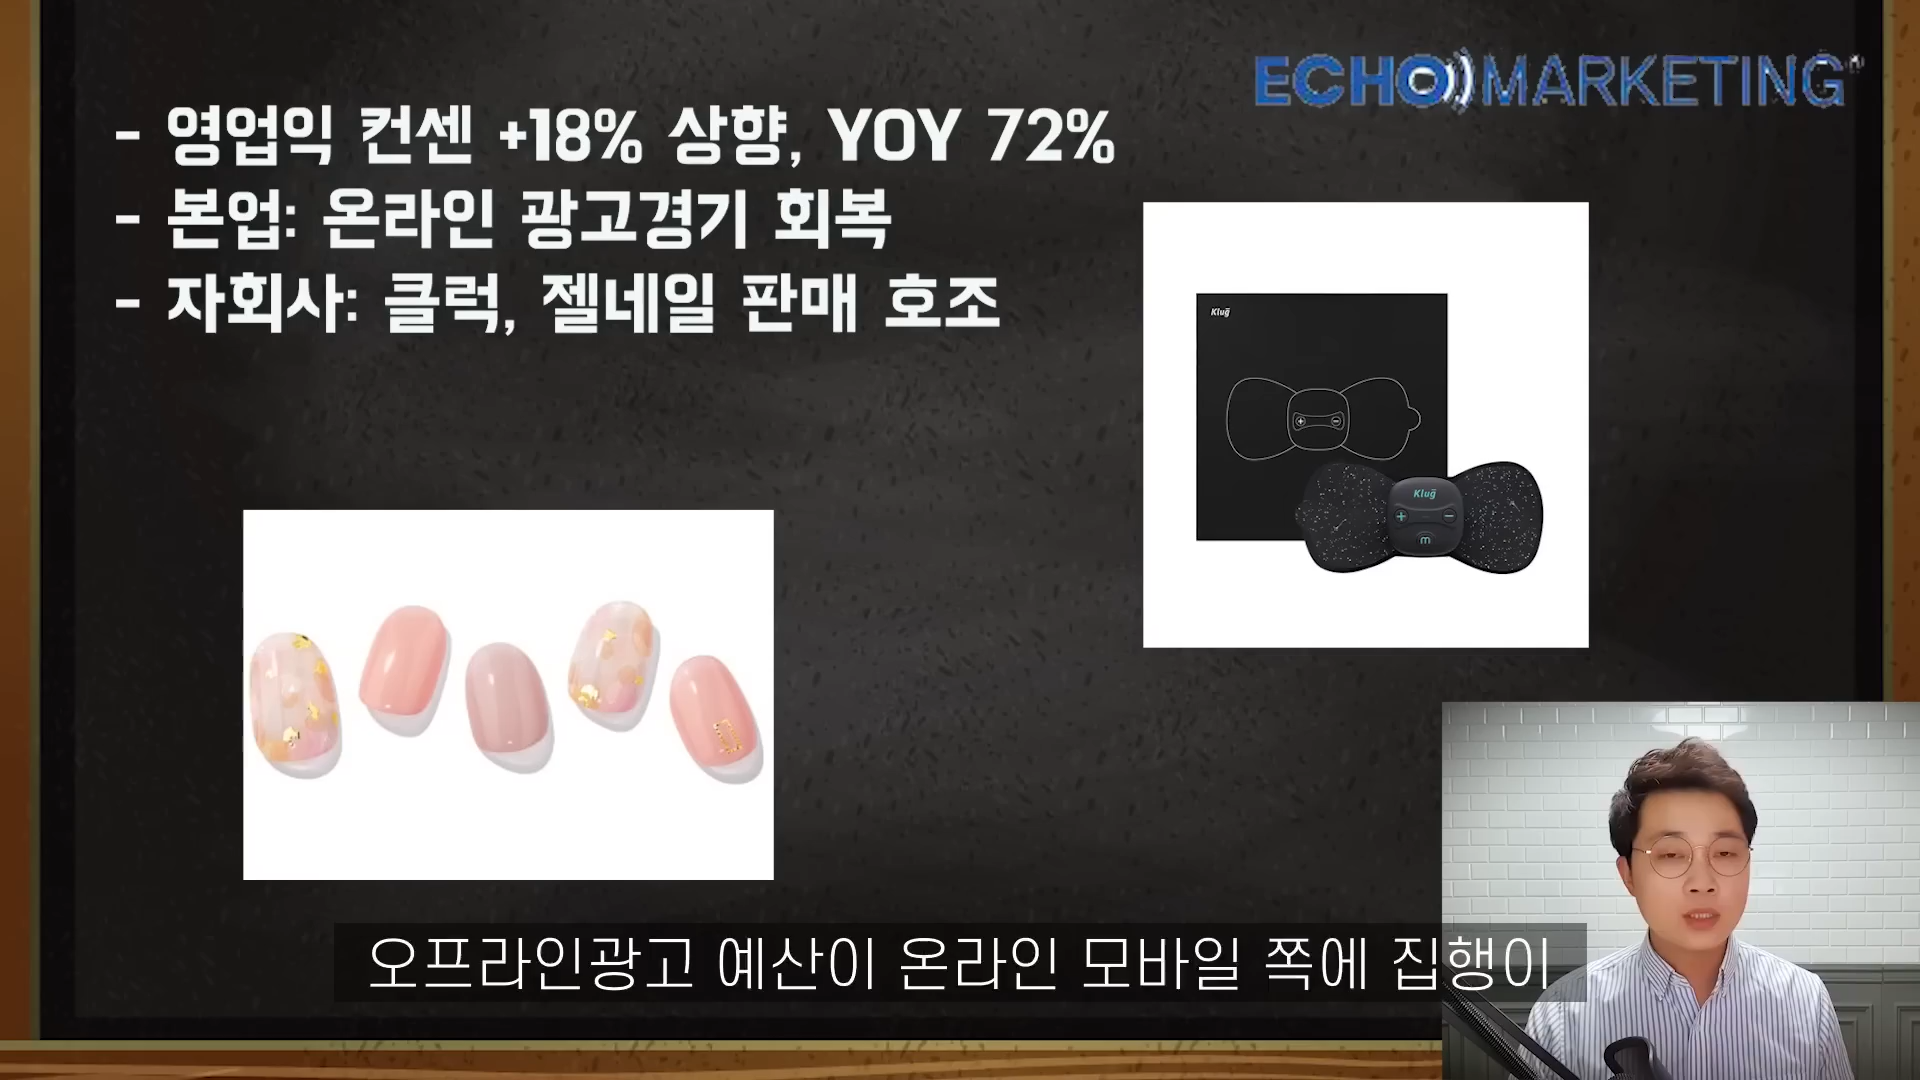 ECHO MARKETING
- 영업익 컨센 +18% 상향, YOY 72%
- 본업: 온라인 광고경기 회복
- 자회사: 클럭, 젤네일 판매 호조
Klug
Klug
m
오프라인광고 예산이 온라인 모바일 쪽에 집행이